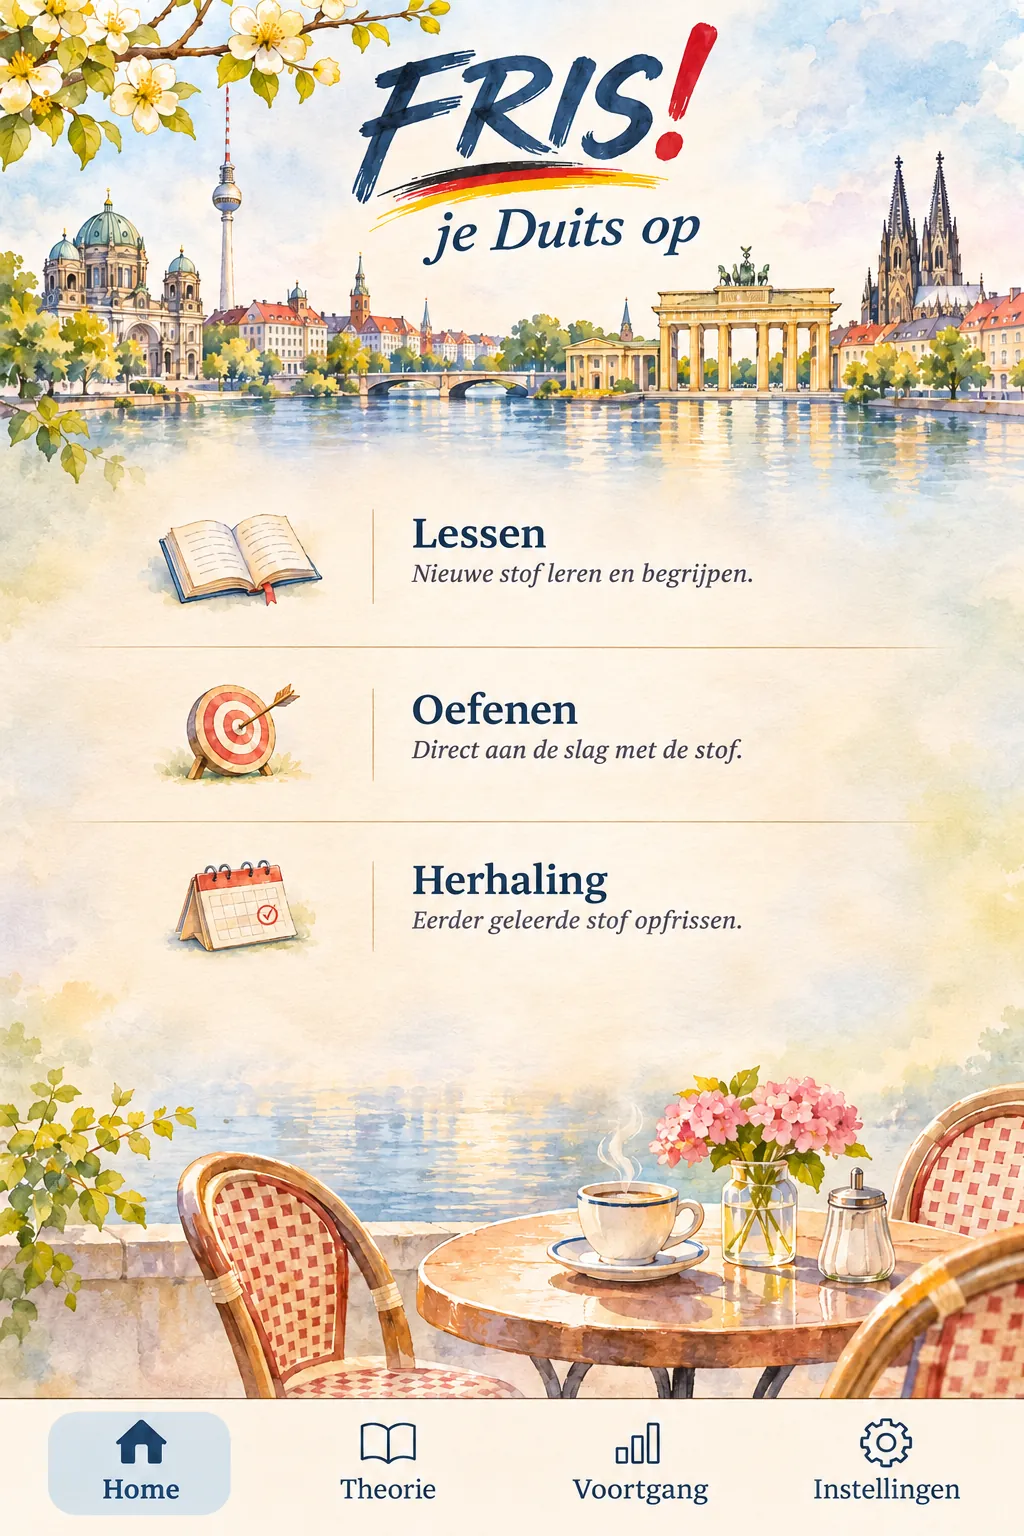 FRIS!
je Duits op
Lessen
Nieuwe stof leren en begrijpen.
Oefenen
Direct aan de slag met de stof.
Herhaling
Eerder geleerde stof opfrissen.
Home
Theorie
Voortgang
Instellingen